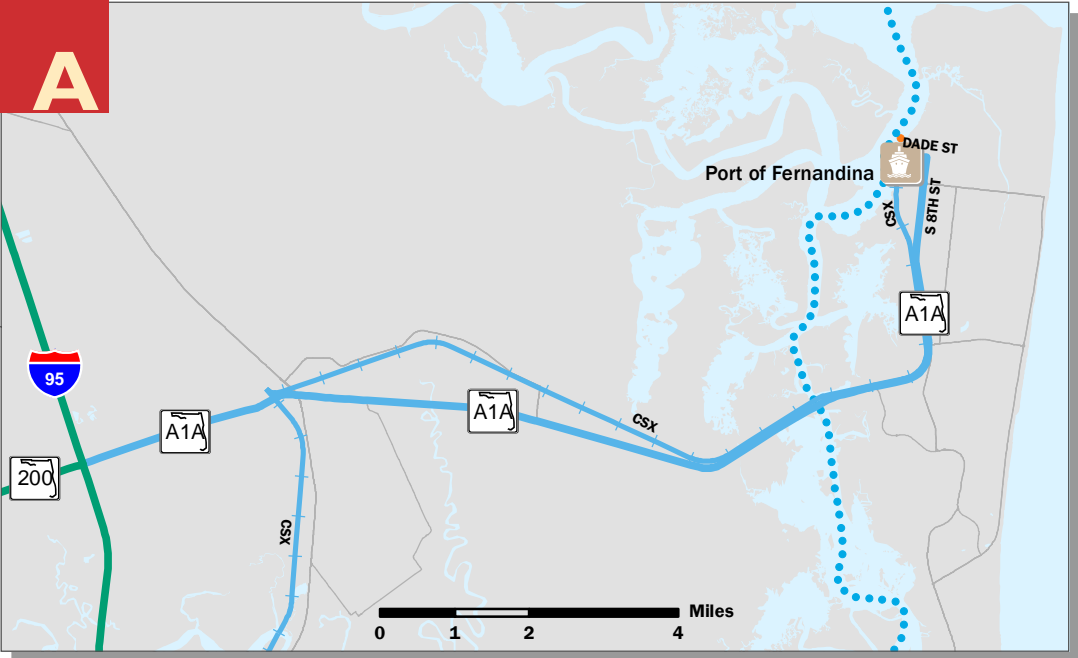 A
DADE ST
Port of Fernandina
S 8TH ST
CSX
A1A
95
A1A
A1A
CSX
200
CSX
Miles
0 1 2 4